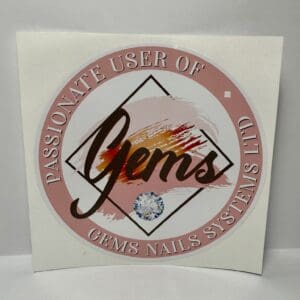 PASSIONATE USER OF
Gems
GEMS NAILS SYSTEMS LTD